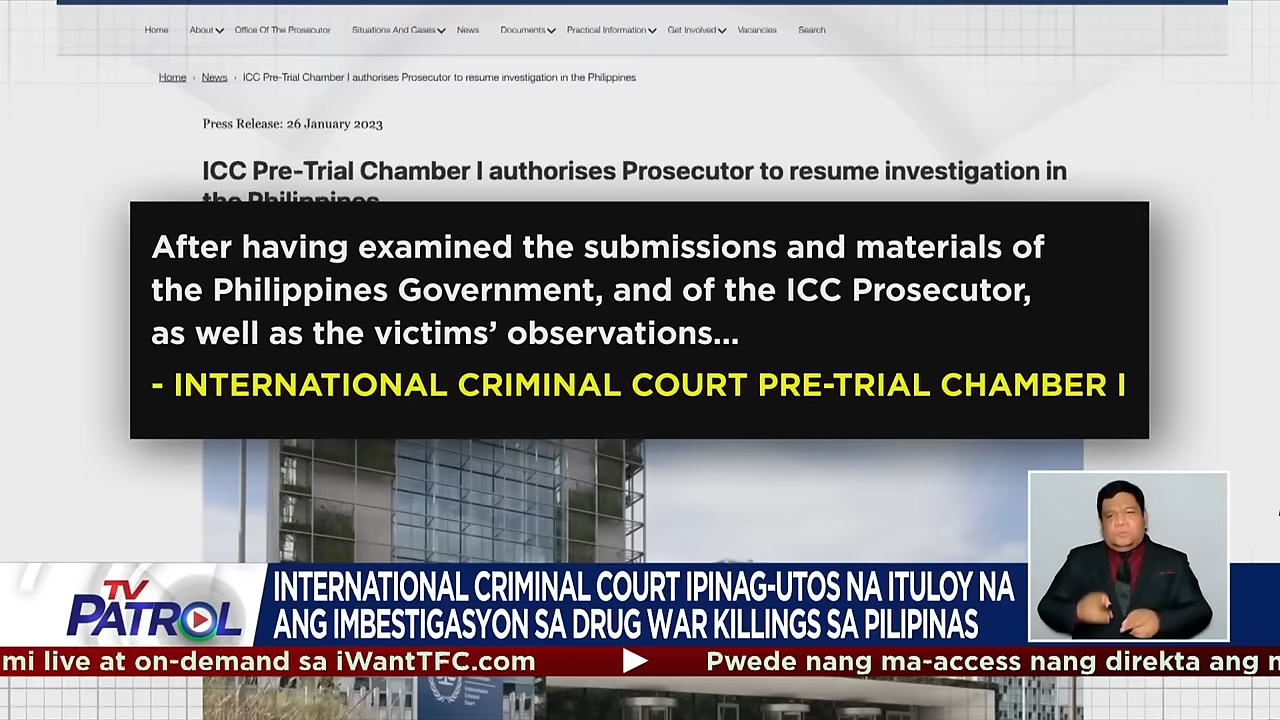 Home About Office Of The Prosecutor Situations And Cases News Documents Practical Information Get Involved Vacancies Search
Home › News › ICC Pre-Trial Chamber I authorises Prosecutor to resume investigation in the Philippines
Press Release: 26 January 2023
ICC Pre-Trial Chamber I authorises Prosecutor to resume investigation in
the Philippines
After having examined the submissions and materials of
the Philippines Government, and of the ICC Prosecutor,
as well as the victims’ observations...
- INTERNATIONAL CRIMINAL COURT PRE-TRIAL CHAMBER I
TV
PATROL
INTERNATIONAL CRIMINAL COURT IPINAG-UTOS NA ITULOY NA
ANG IMBESTIGASYON SA DRUG WAR KILLINGS SA PILIPINAS
mi live at on-demand sa iWantTFC.com Pwede nang ma-access nang direkta ang
International
Criminal
Court